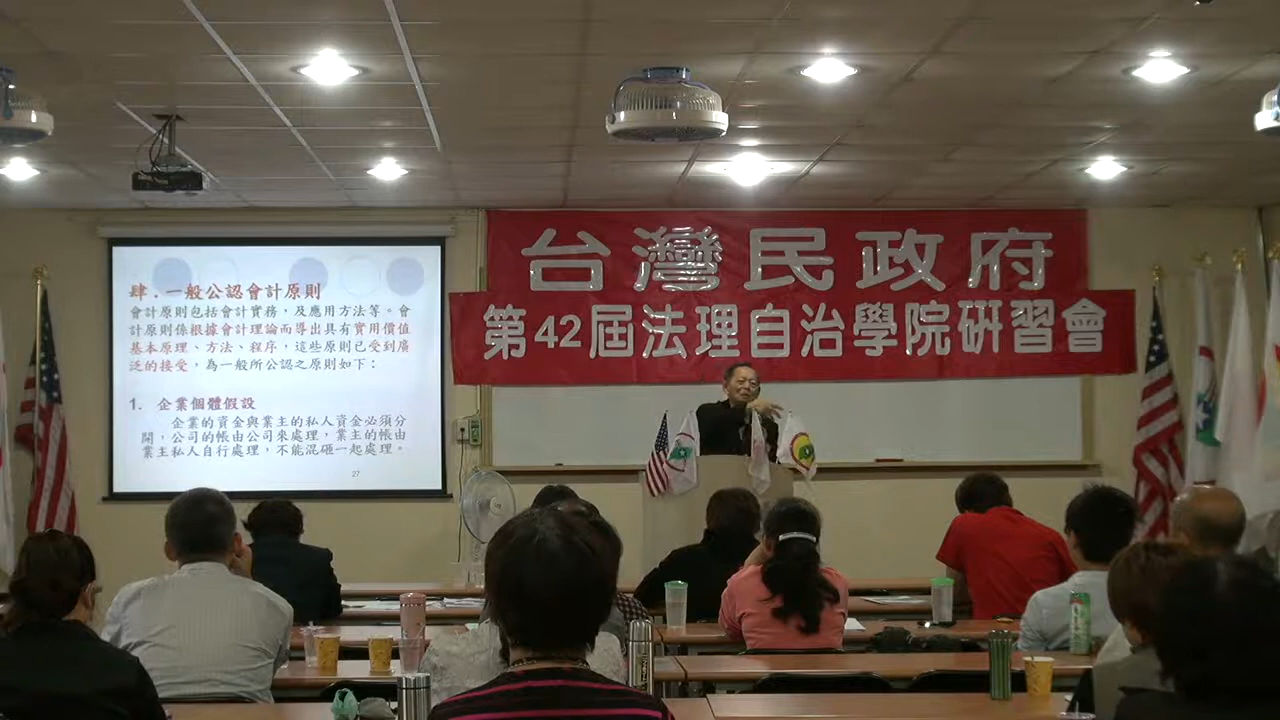 台灣民政府
第42屆法理自治學院研習會
肆．一般公認會計原則
會計原則包括會計實務，及應用方法等。會
計原則係根據會計理論而導出具有實用價值
基本原理、方法、程序，這些原則已受到廣
泛的接受，為一般所公認之原則如下：
1. 企業個體假設
企業的資金與業主的私人資金必須分
開，公司的帳由公司來處理，業主的帳由
業主私人自行處理，不能混砸一起處理。
27